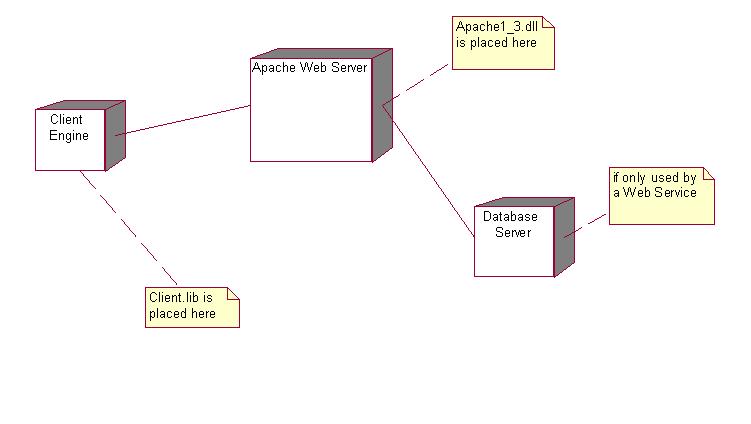 Apache1_3.dll
is placed here
Apache Web Server
Client
Engine
if only used by
a Web Service
Database
Server
Client.lib is
placed here